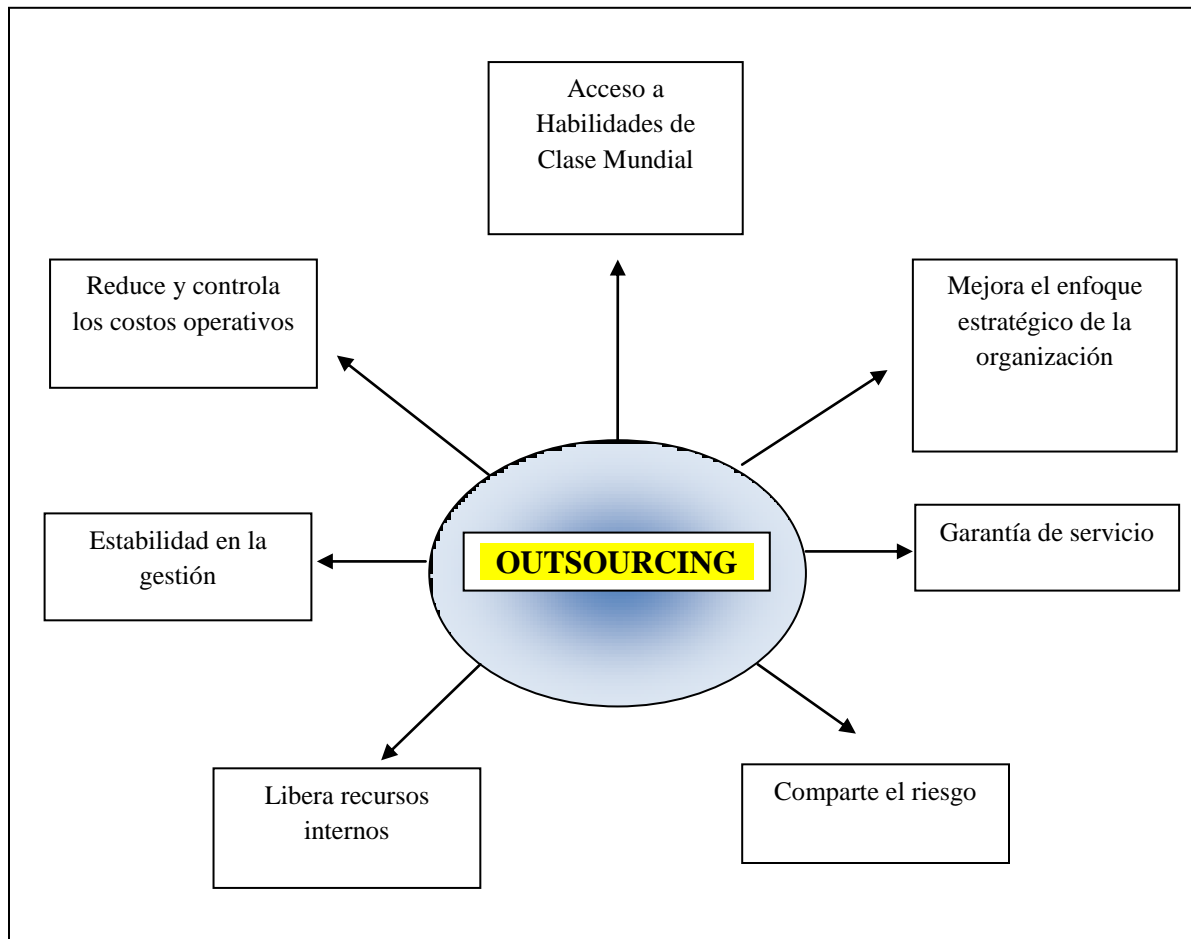 Acceso a
Habilidades de
Clase Mundial
Reduce y controla
los costos operativos
Mejora el enfoque
estratégico de la
organización
Estabilidad en la
gestión
OUTSOURCING
Garantía de servicio
Libera recursos
internos
Comparte el riesgo